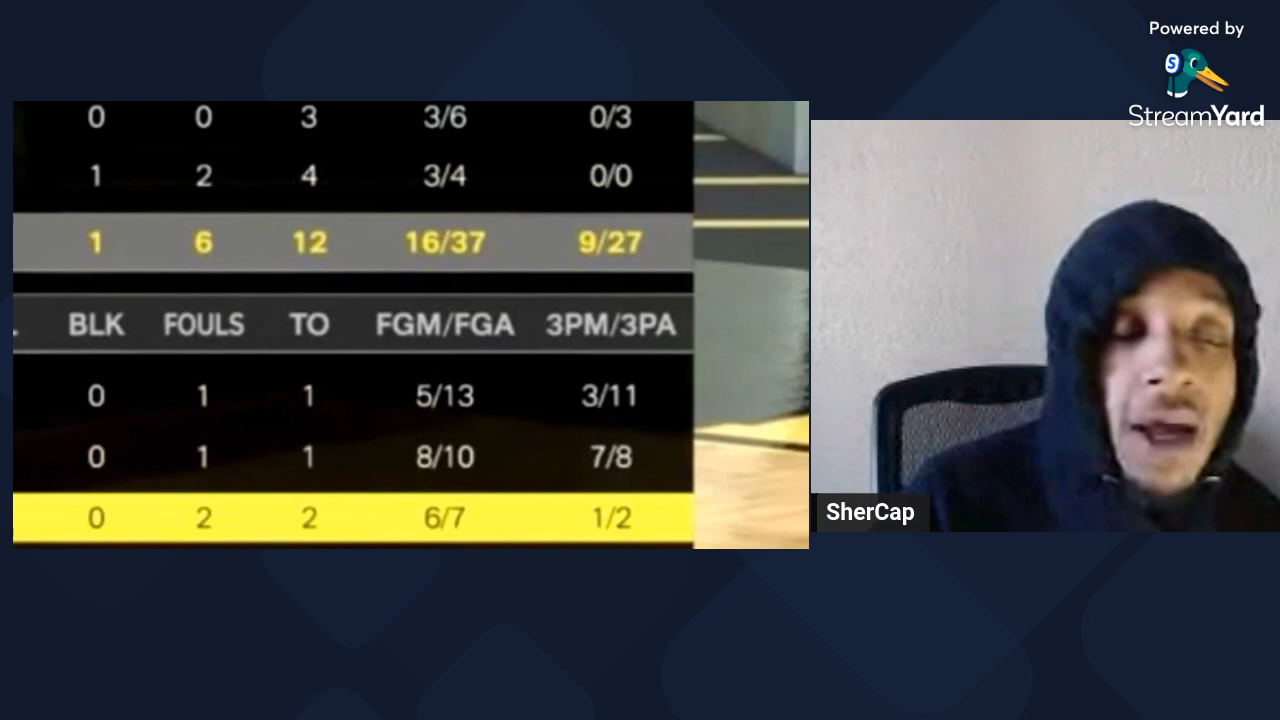 Powered by
S
StreamYard
0 0 3 3/6 0/3
1 2 4 3/4 0/0
1 6 12 16/37 9/27
BLK FOULS TO FGM/FGA 3PM/3PA
0 1 1 5/13 3/11
0 1 1 8/10 7/8
0 2 2 6/7 1/2
SherCap